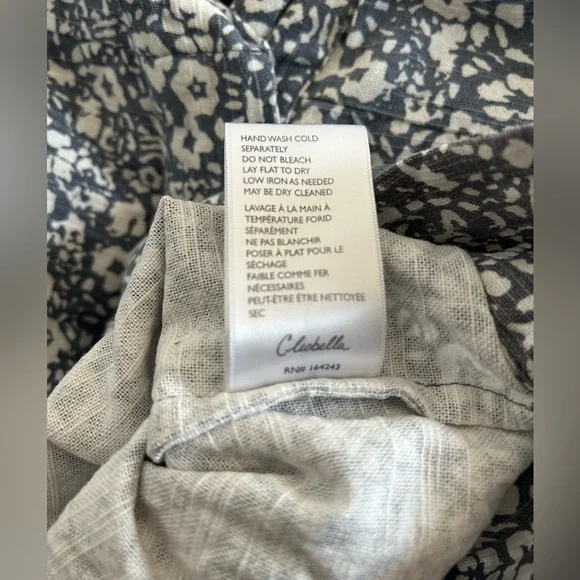 HAND WASH COLD
SEPARATELY
DO NOT BLEACH
LAY FLAT TO DRY
LOW IRON AS NEEDED
MAY BE DRY CLEANED
LAVAGE À LA MAIN À
TEMPÉRATURE FORID
SÉPARÉMENT
NE PAS BLANCHIR
POSER À PLAT POUR LE
SÉCHAGE
FAIBLE COMME FER
NÉCESSAIRES
PEUT-ÊTRE ÊTRE NETTOYÉE
SEC
Cleobella
RN# 164243